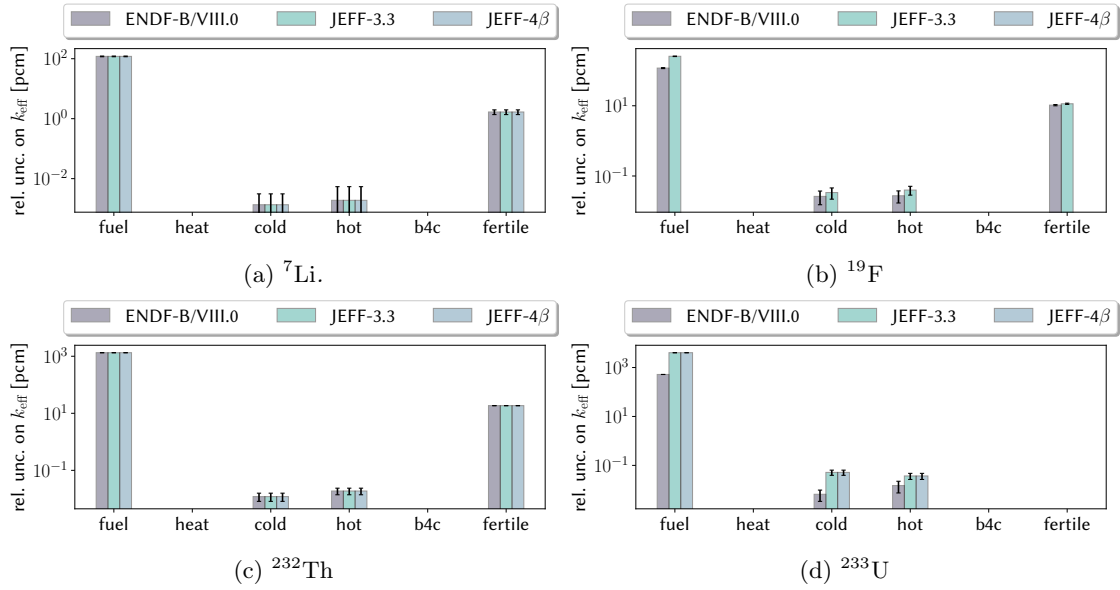 ENDF-B/VIII.0 JEFF-3.3 JEFF-4β
rel. unc. on k_eff [pcm]
10^2
10^0
10^−2
fuel heat cold hot b4c fertile
(a) ^7Li.
ENDF-B/VIII.0 JEFF-3.3 JEFF-4β
rel. unc. on k_eff [pcm]
10^1
10^−1
fuel heat cold hot b4c fertile
(b) ^19F
ENDF-B/VIII.0 JEFF-3.3 JEFF-4β
rel. unc. on k_eff [pcm]
10^3
10^1
10^−1
fuel heat cold hot b4c fertile
(c) ^232Th
ENDF-B/VIII.0 JEFF-3.3 JEFF-4β
rel. unc. on k_eff [pcm]
10^3
10^1
10^−1
fuel heat cold hot b4c fertile
(d) ^233U